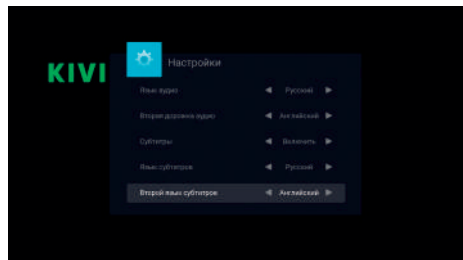 KIVI
Настройки
Язык аудио ◀ Русский ▶
Вторая дорожка аудио ◀ Английский ▶
Субтитры ◀ Включить ▶
Язык субтитров ◀ Русский ▶
Второй язык субтитров ◀ Английский ▶